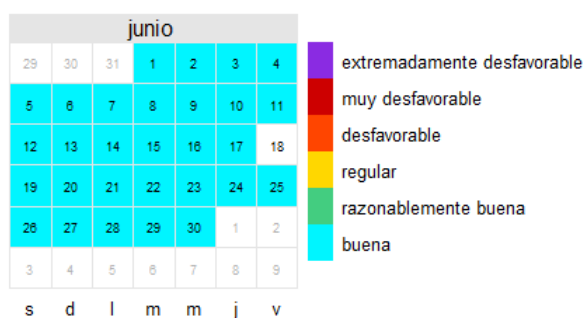 junio
29 30 31 1 2 3 4
5 6 7 8 9 10 11
12 13 14 15 16 17 18
19 20 21 22 23 24 25
26 27 28 29 30 1 2
3 4 5 6 7 8 9
s d l m m j v
extremadamente desfavorable
muy desfavorable
desfavorable
regular
razonablemente buena
buena